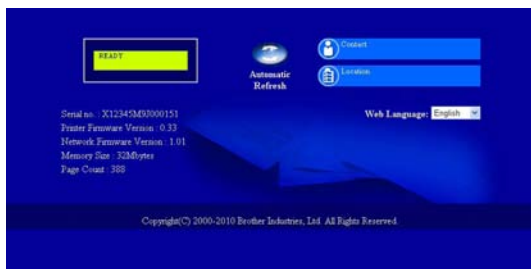 READY
Automatic
Refresh
Contact
Location
Serial no. : X12345M9J000151
Printer Firmware Version : 0.33
Network Firmware Version : 1.01
Memory Size : 32Mbytes
Page Count : 388
Web Language: English
Copyright(C) 2000-2010 Brother Industries, Ltd. All Rights Reserved.